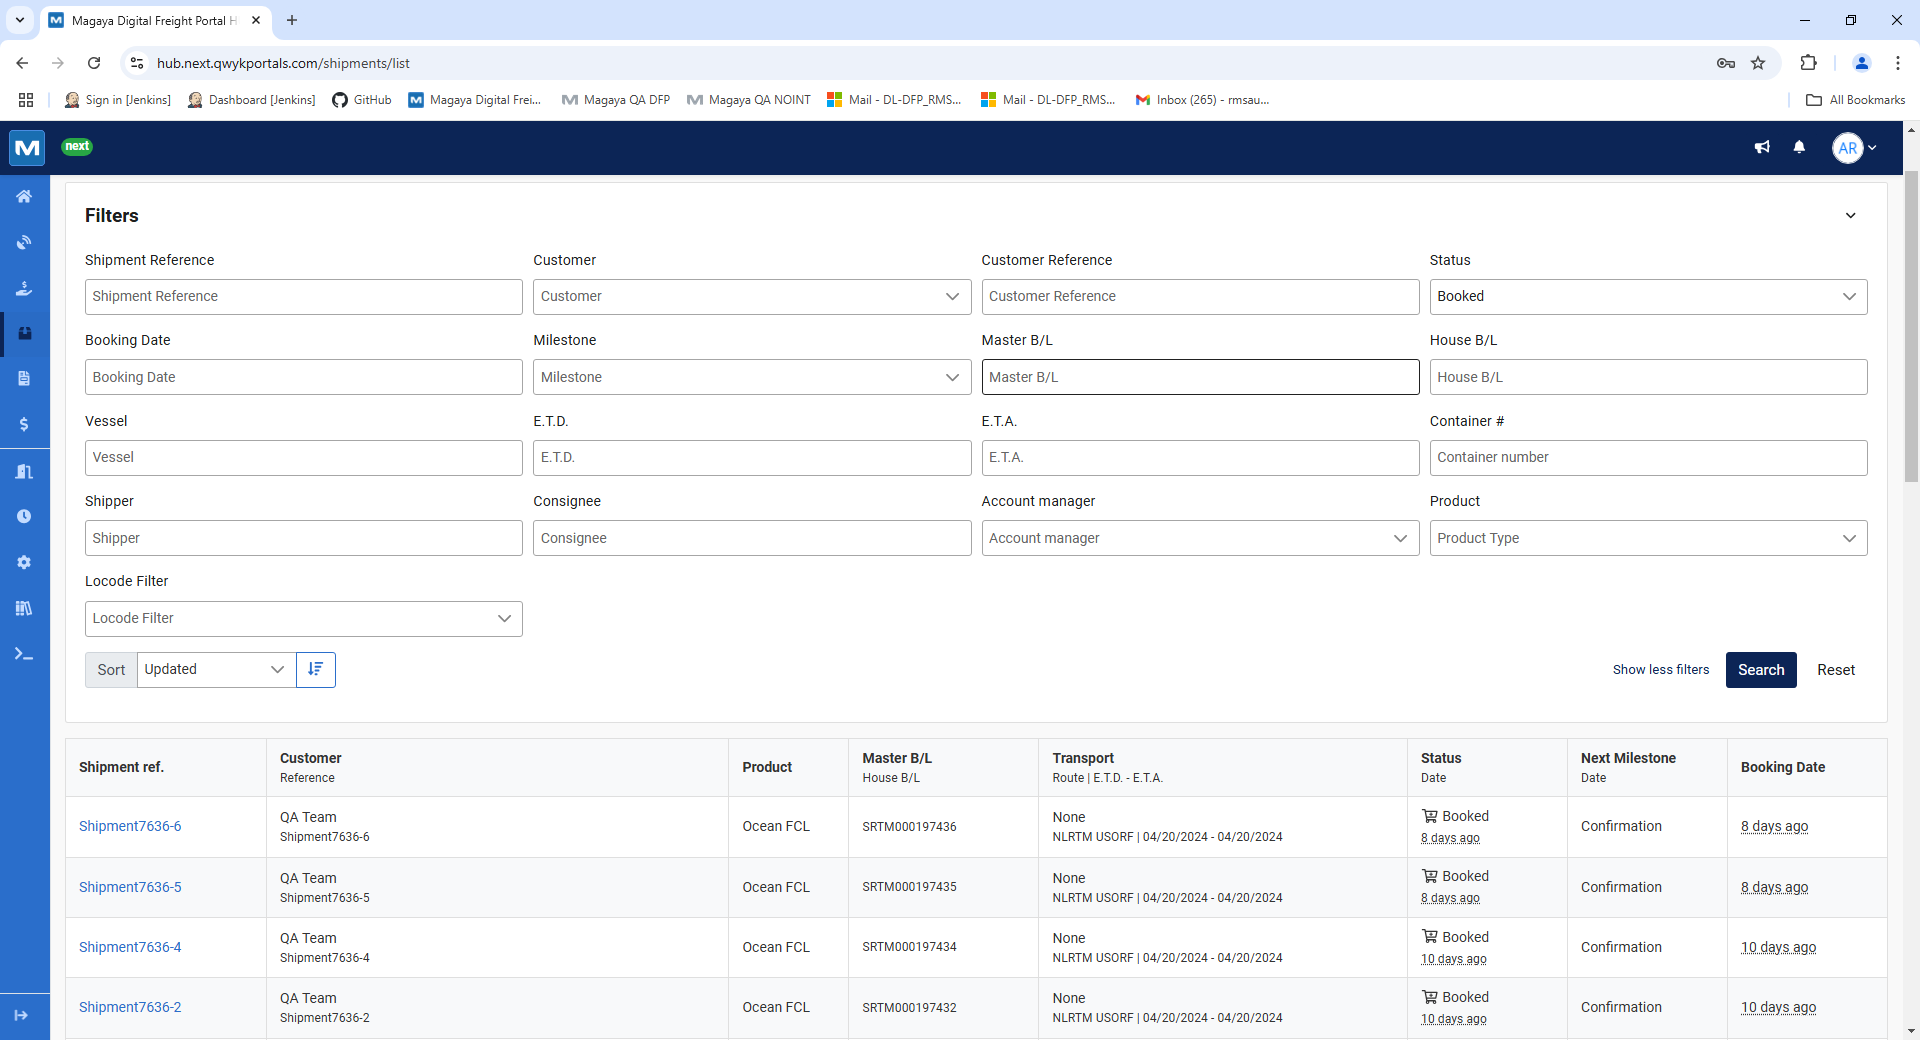 Magaya Digital Freight Portal H
hub.next.qwykportals.com/shipments/list
Sign in [Jenkins]
Dashboard [Jenkins]
GitHub
Magaya Digital Frei...
Magaya QA DFP
Magaya QA NOINT
Mail - DL-DFP_RMS...
Mail - DL-DFP_RMS...
Inbox (265) - rmsau...
All Bookmarks
next
AR
Filters
Shipment Reference
Customer
Customer Reference
Status
Shipment Reference
Customer
Customer Reference
Booked
Booking Date
Milestone
Master B/L
House B/L
Booking Date
Milestone
Master B/L
House B/L
Vessel
E.T.D.
E.T.A.
Container #
Vessel
E.T.D.
E.T.A.
Container number
Shipper
Consignee
Account manager
Product
Shipper
Consignee
Account manager
Product Type
Locode Filter
Locode Filter
Sort
Updated
Show less filters
Search
Reset
Shipment ref.
Customer
Reference
Product
Master B/L
House B/L
Transport
Route | E.T.D. - E.T.A.
Status
Date
Next Milestone
Date
Booking Date
Shipment7636-6
QA Team
Shipment7636-6
Ocean FCL
SRTM000197436
None
NLRTM USORF | 04/20/2024 - 04/20/2024
Booked
8 days ago
Confirmation
8 days ago
Shipment7636-5
QA Team
Shipment7636-5
Ocean FCL
SRTM000197435
None
NLRTM USORF | 04/20/2024 - 04/20/2024
Booked
8 days ago
Confirmation
8 days ago
Shipment7636-4
QA Team
Shipment7636-4
Ocean FCL
SRTM000197434
None
NLRTM USORF | 04/20/2024 - 04/20/2024
Booked
10 days ago
Confirmation
10 days ago
Shipment7636-2
QA Team
Shipment7636-2
Ocean FCL
SRTM000197432
None
NLRTM USORF | 04/20/2024 - 04/20/2024
Booked
10 days ago
Confirmation
10 days ago